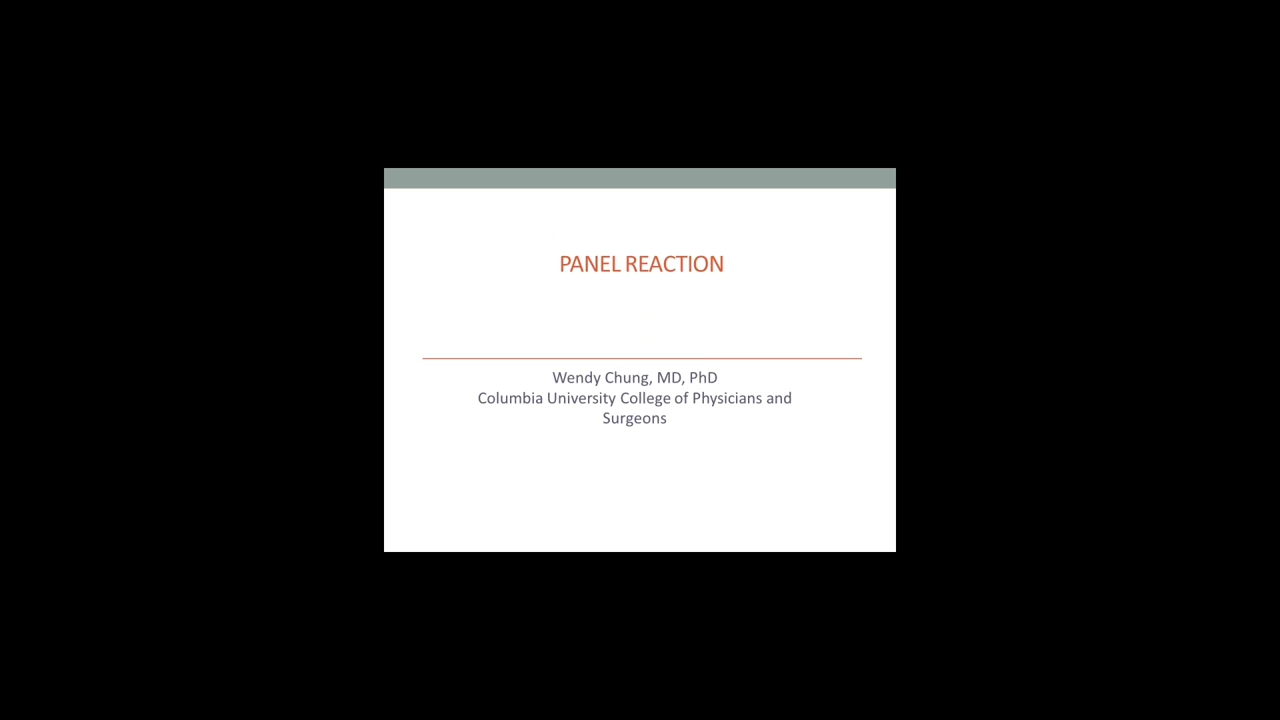 PANEL REACTION
Wendy Chung, MD, PhD
Columbia University College of Physicians and
Surgeons